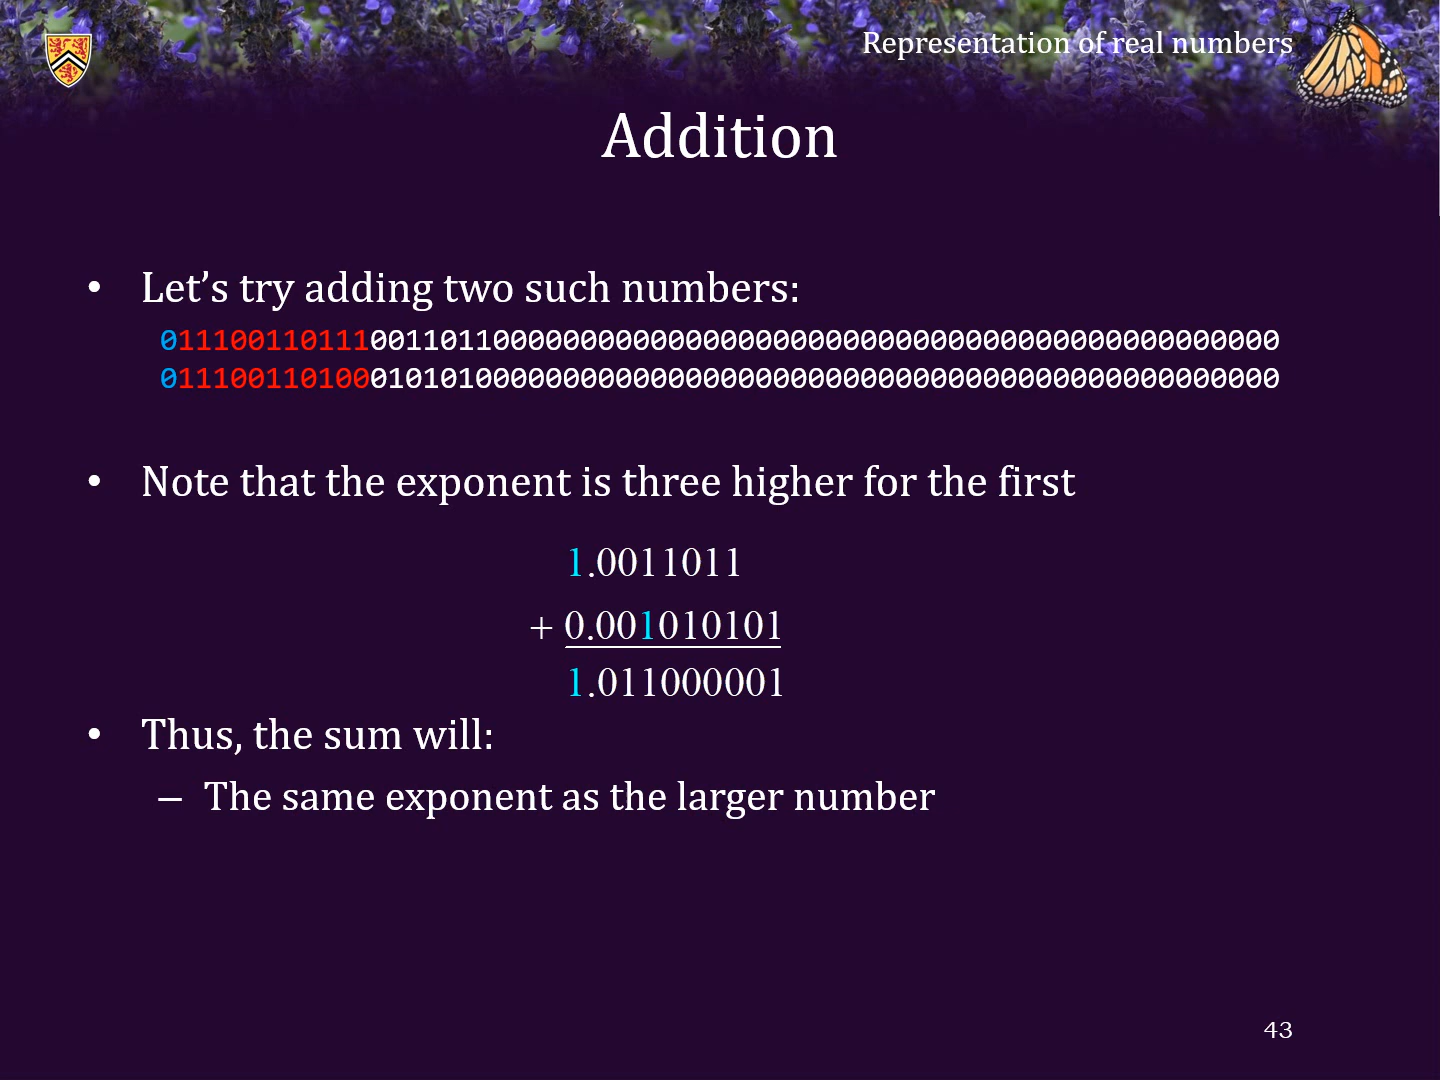 Representation of real numbers
Addition
• Let’s try adding two such numbers:
0111001101110011011000000000000000000000000000000000000000000000
0111001101000101010000000000000000000000000000000000000000000000
• Note that the exponent is three higher for the first
1.0011011
+ 0.001010101
1.011000001
• Thus, the sum will:
– The same exponent as the larger number
43